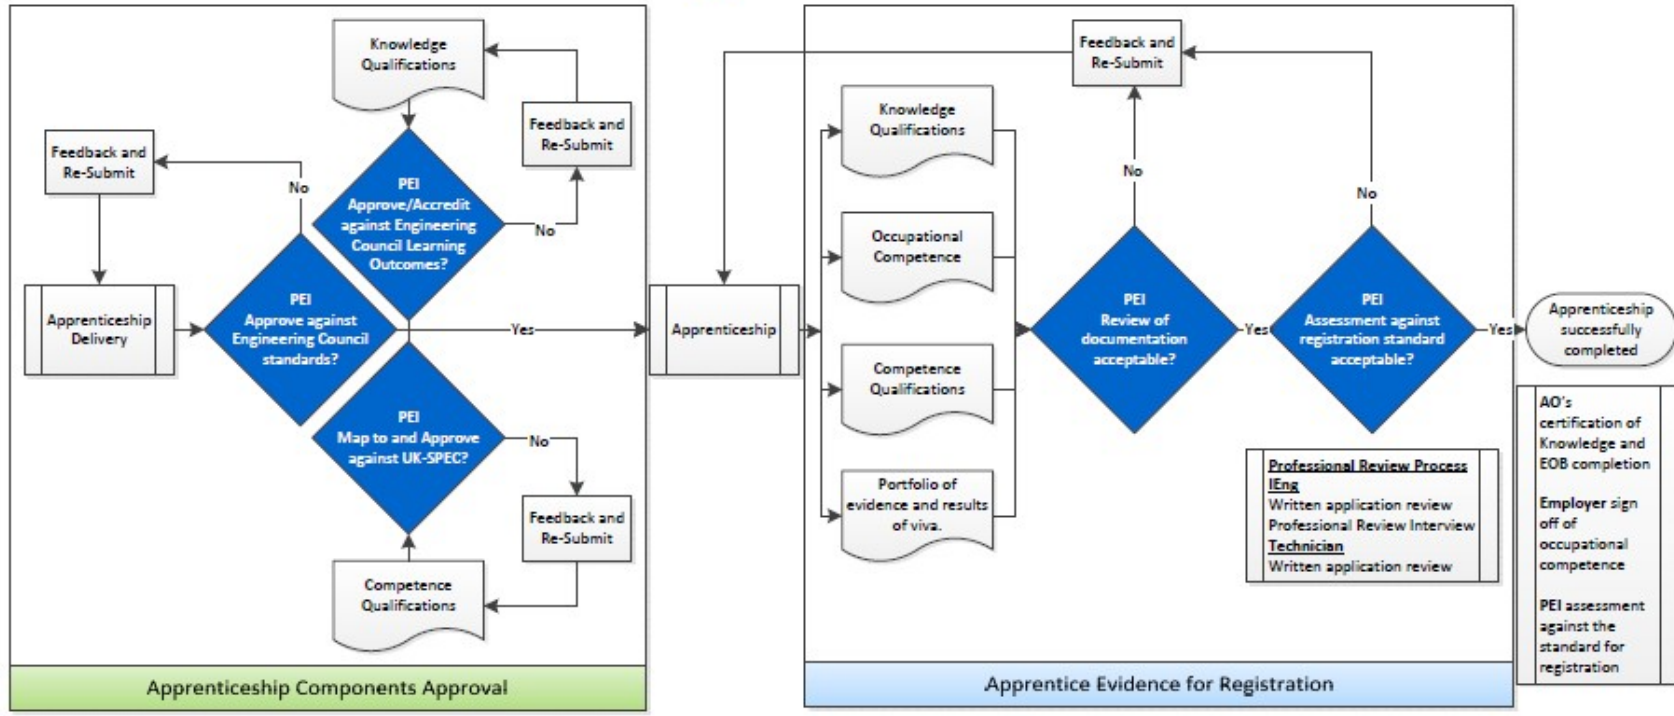 Knowledge
Qualifications
Feedback and
Re-Submit
Feedback and
Re-Submit
No
PEI
Approve/Accredit
against Engineering
Council Learning
Outcomes?
No
Apprenticeship
Delivery
PEI
Approve against
Engineering Council
standards?
Yes
PEI
Map to and Approve
against UK-SPEC?
No
Feedback and
Re-Submit
Competence
Qualifications
Apprenticeship Components Approval
Apprenticeship
Feedback and
Re-Submit
Knowledge
Qualifications
Occupational
Competence
Competence
Qualifications
Portfolio of
evidence and results
of viva.
No
No
PEI
Review of
documentation
acceptable?
Yes
PEI
Assessment against
registration standard
acceptable?
Yes
Apprenticeship
successfully
completed
Professional Review Process
IEng
Written application review
Professional Review Interview
Technician
Written application review
AO's
certification of
Knowledge and
EOB completion
Employer sign
off of
occupational
competence
PEI assessment
against the
standard for
registration
Apprentice Evidence for Registration